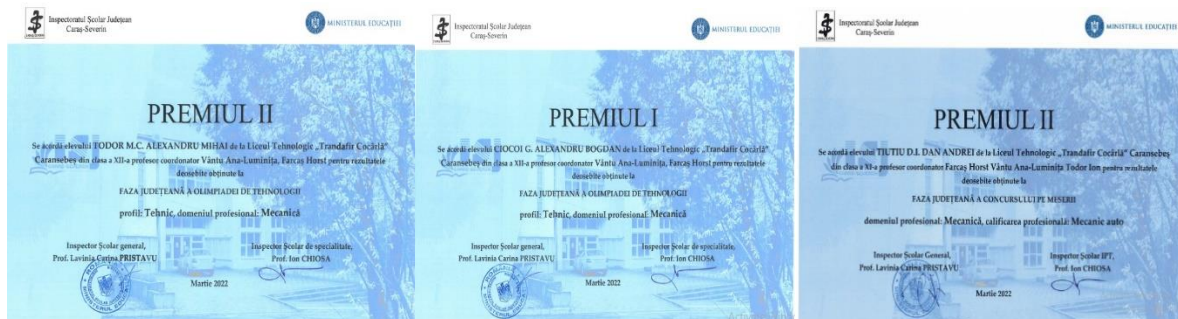 Inspectoratul Școlar Județean
Caraș-Severin
MINISTERUL EDUCAȚIEI
PREMIUL II
Se acordă elevului TODOR M.C. ALEXANDRU MIHAI de la Liceul Tehnologic „Trandafir Cocârlă”
Caransebeș din clasa a XII-a profesor coordonator Vântu Ana-Luminița, Farcaș Horst pentru rezultatele
deosebite obținute la
FAZA JUDEȚEANĂ A OLIMPIADEI DE TEHNOLOGII
profil: Tehnic, domeniul profesional: Mecanică
Inspector Școlar general,
Prof. Lavinia Carina PRISTAVU
Inspector Școlar de specialitate,
Prof. Ion CHIOSA
Martie 2022
Inspectoratul Școlar Județean
Caraș-Severin
MINISTERUL EDUCAȚIEI
PREMIUL I
Se acordă elevului CIOCOI G. ALEXANDRU BOGDAN de la Liceul Tehnologic „Trandafir Cocârlă”
Caransebeș din clasa a XII-a profesor coordonator Vântu Ana-Luminița, Farcaș Horst pentru rezultatele
deosebite obținute la
FAZA JUDEȚEANĂ A OLIMPIADEI DE TEHNOLOGII
profil: Tehnic, domeniul profesional: Mecanică
Inspector Școlar general,
Prof. Lavinia Carina PRISTAVU
Inspector Școlar de specialitate,
Prof. Ion CHIOSA
Martie 2022
Inspectoratul Școlar Județean
Caraș-Severin
MINISTERUL EDUCAȚIEI
PREMIUL II
Se acordă elevului TIUTIU D.I. DAN ANDREI de la Liceul Tehnologic „Trandafir Cocârlă” Caransebeș
din clasa a XI-a profesor coordonator Farcaș Horst Vântu Ana-Luminița Todor Ion pentru rezultatele
deosebite obținute la
FAZA JUDEȚEANĂ A CONCURSULUI PE MESERII
domeniul profesional: Mecanică, calificarea profesională: Mecanic auto
Inspector Școlar General,
Prof. Lavinia Carina PRISTAVU
Inspector Școlar IPT,
Prof. Ion CHIOSA
Martie 2022